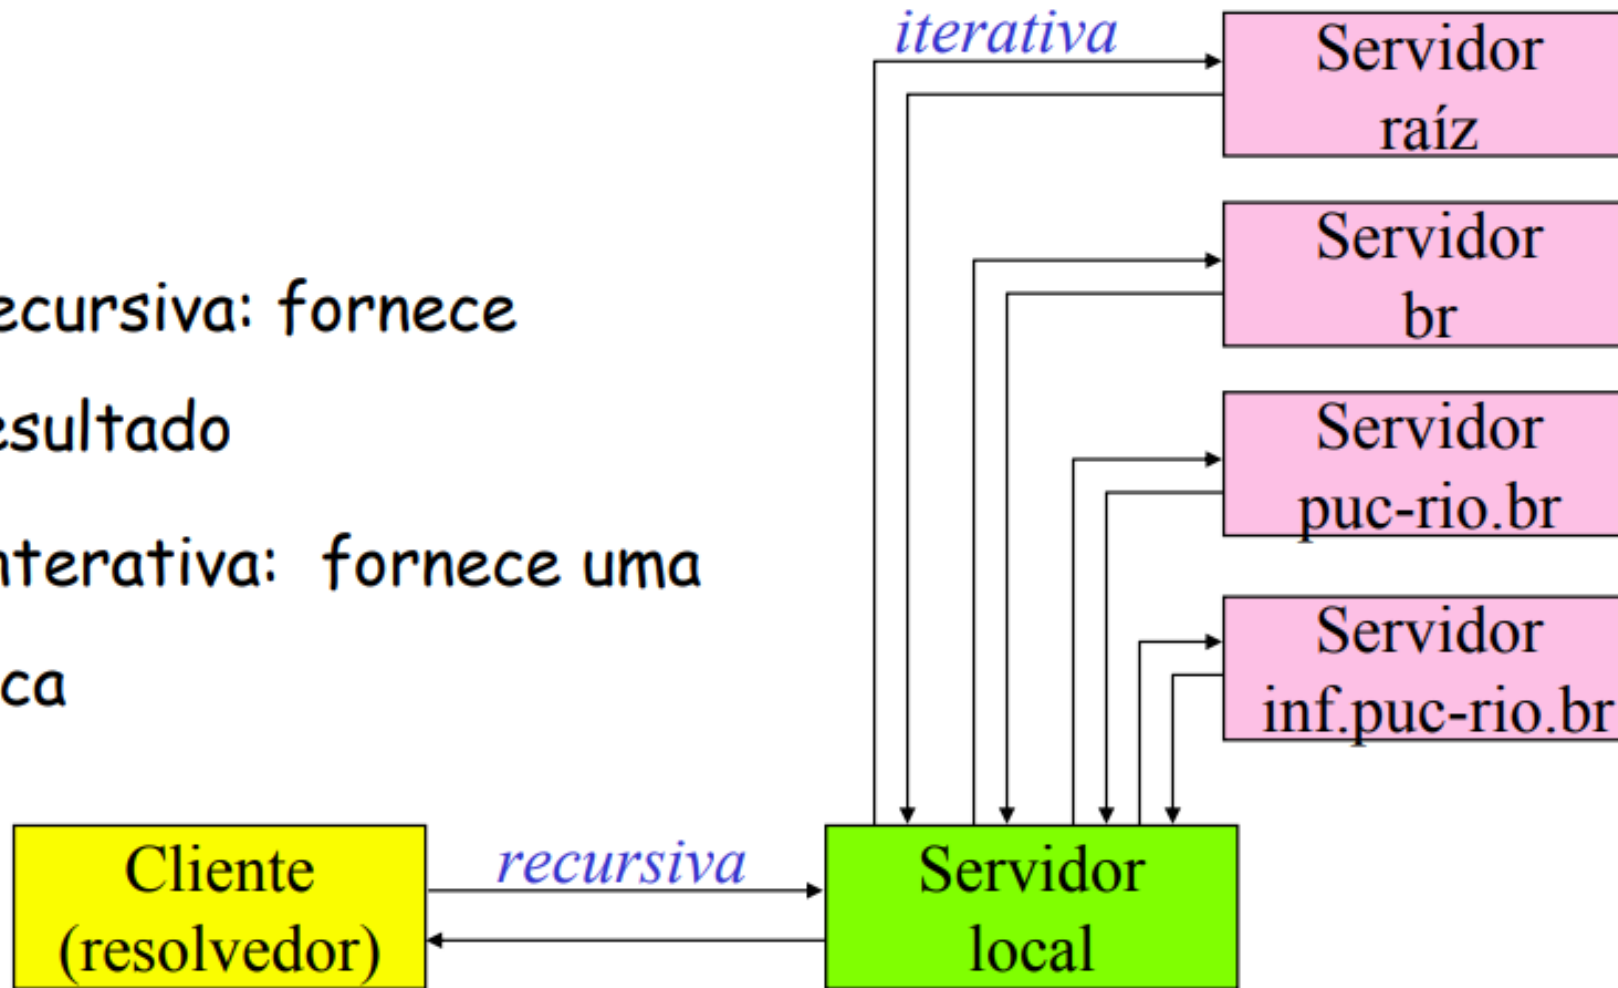 iterativa
Servidor
raíz
Servidor
br
ecursiva: fornece
esultado
Servidor
puc-rio.br
nterativa: fornece uma
ca
Servidor
inf.puc-rio.br
Cliente
(resolvedor)
recursiva
Servidor
local